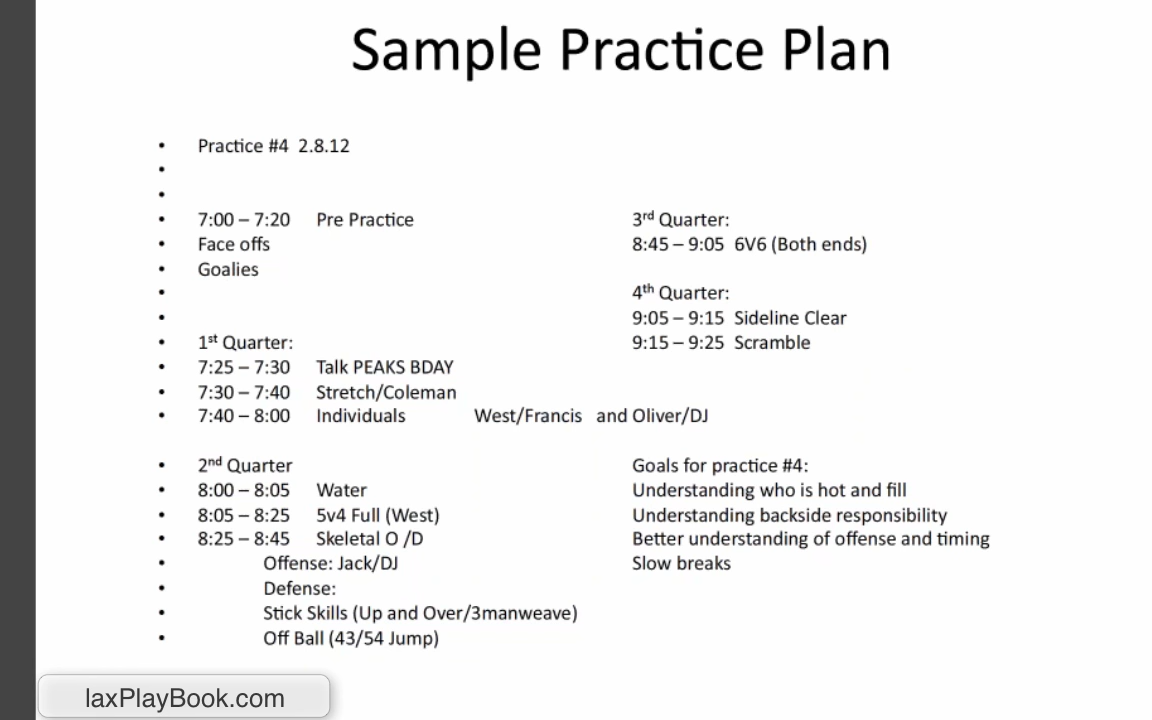 Sample Practice Plan
• Practice #4 2.8.12
•
•
• 7:00 – 7:20 Pre Practice
• Face offs
• Goalies
•
•
• 1st Quarter:
• 7:25 – 7:30 Talk PEAKS BDAY
• 7:30 – 7:40 Stretch/Coleman
• 7:40 – 8:00 Individuals West/Francis and Oliver/DJ
• 2nd Quarter
• 8:00 – 8:05 Water
• 8:05 – 8:25 5v4 Full (West)
• 8:25 – 8:45 Skeletal O /D
• Offense: Jack/DJ
• Defense:
• Stick Skills (Up and Over/3manweave)
• Off Ball (43/54 Jump)
3rd Quarter:
8:45 – 9:05 6V6 (Both ends)
4th Quarter:
9:05 – 9:15 Sideline Clear
9:15 – 9:25 Scramble
Goals for practice #4:
Understanding who is hot and fill
Understanding backside responsibility
Better understanding of offense and timing
Slow breaks
laxPlayBook.com